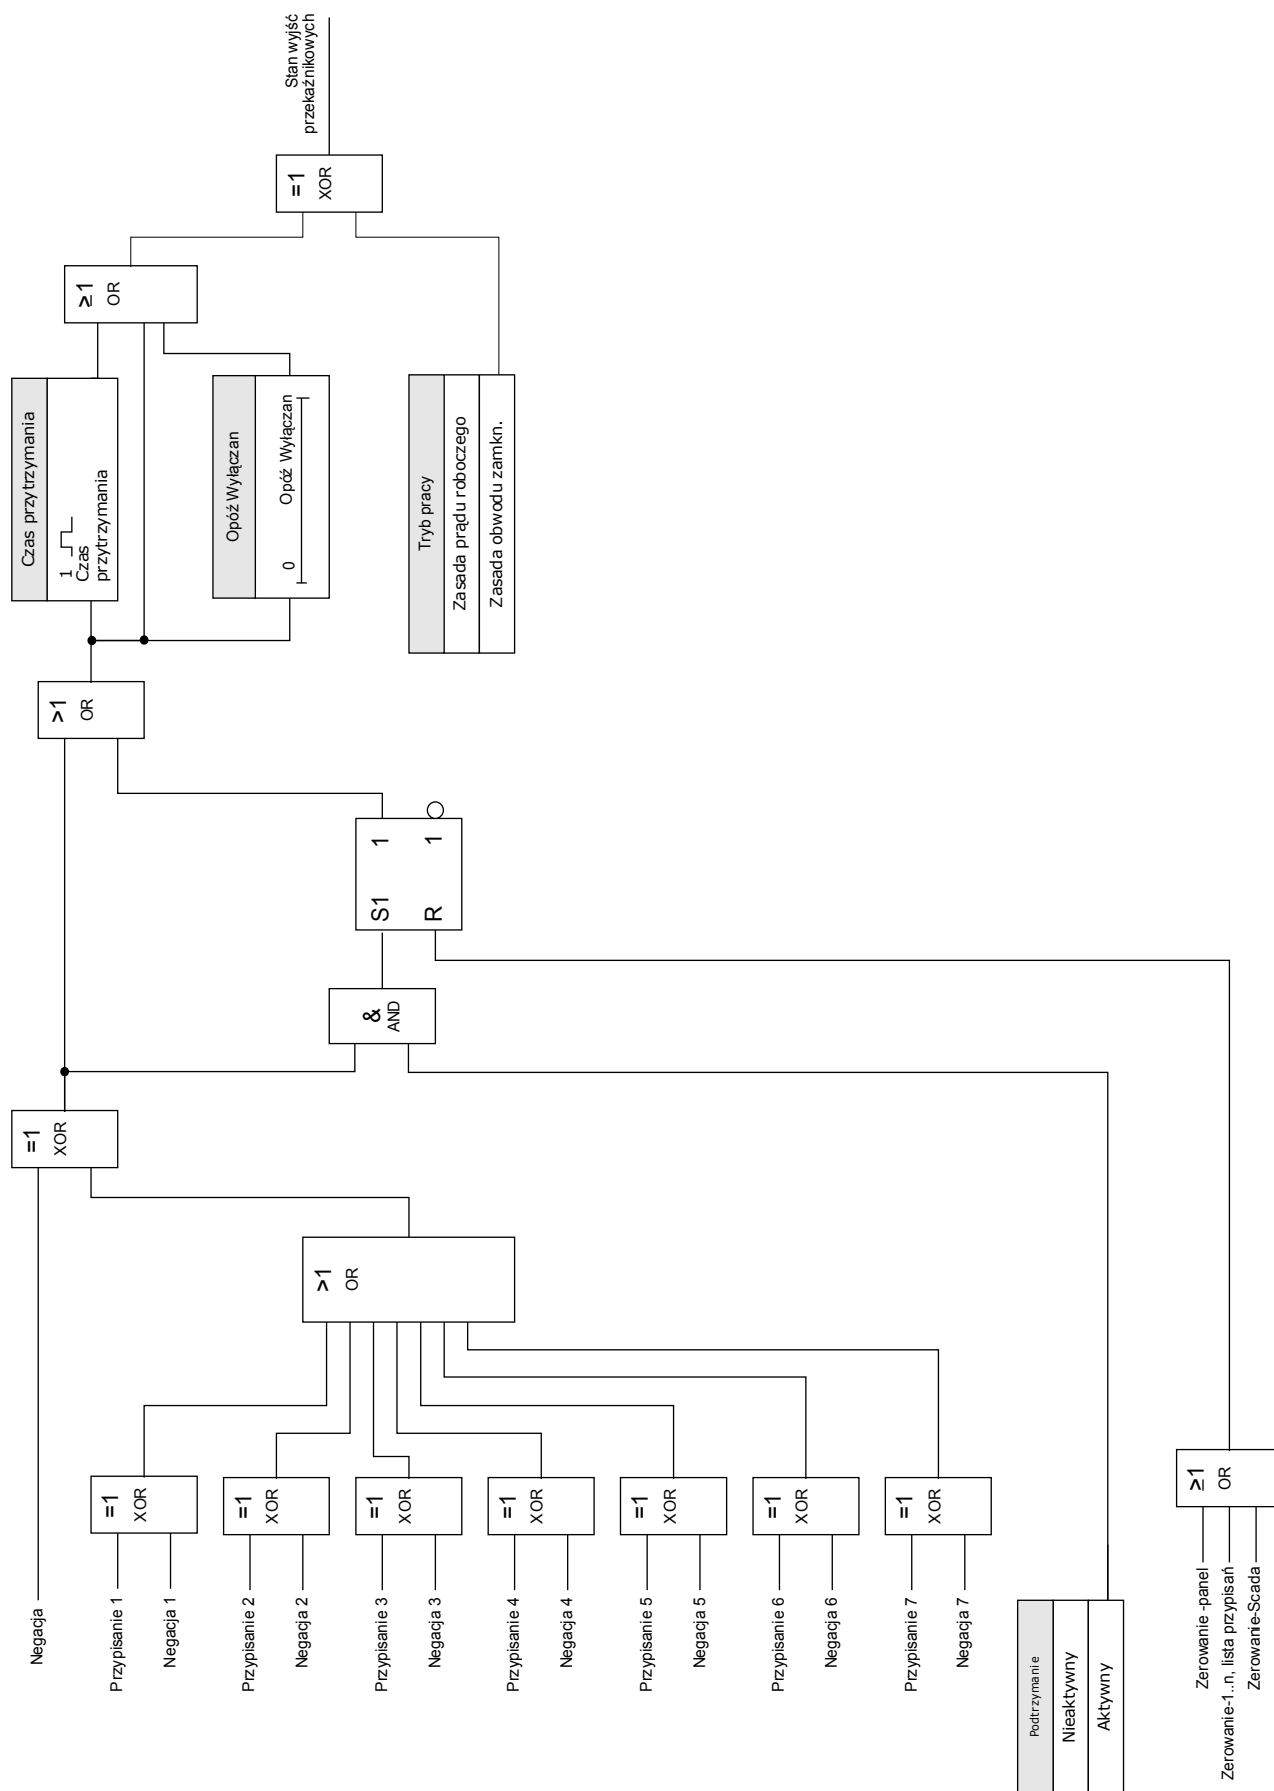 Negacja
Przypisanie 1
Negacja 1
Przypisanie 2
Negacja 2
Przypisanie 3
Negacja 3
Przypisanie 4
Negacja 4
Przypisanie 5
Negacja 5
Przypisanie 6
Negacja 6
Przypisanie 7
Negacja 7
=1
XOR
=1
XOR
=1
XOR
=1
XOR
=1
XOR
=1
XOR
=1
XOR
>1
OR
=1
XOR
Podtrzymanie
Nieaktywny
Aktywny
Zerowanie -panel
Zerowanie-1..n, lista przypisań
Zerowanie-Scada
≥1
OR
&
AND
S1
1
R
1
>1
OR
Czas przytrzymania
1
Czas
przytrzymania
Opóź Wyłączan
0
Opóź Wyłączan
Tryb pracy
Zasada prądu roboczego
Zasada obwodu zamkn.
≥1
OR
=1
XOR
Stan wyjść
przekaźnikowych